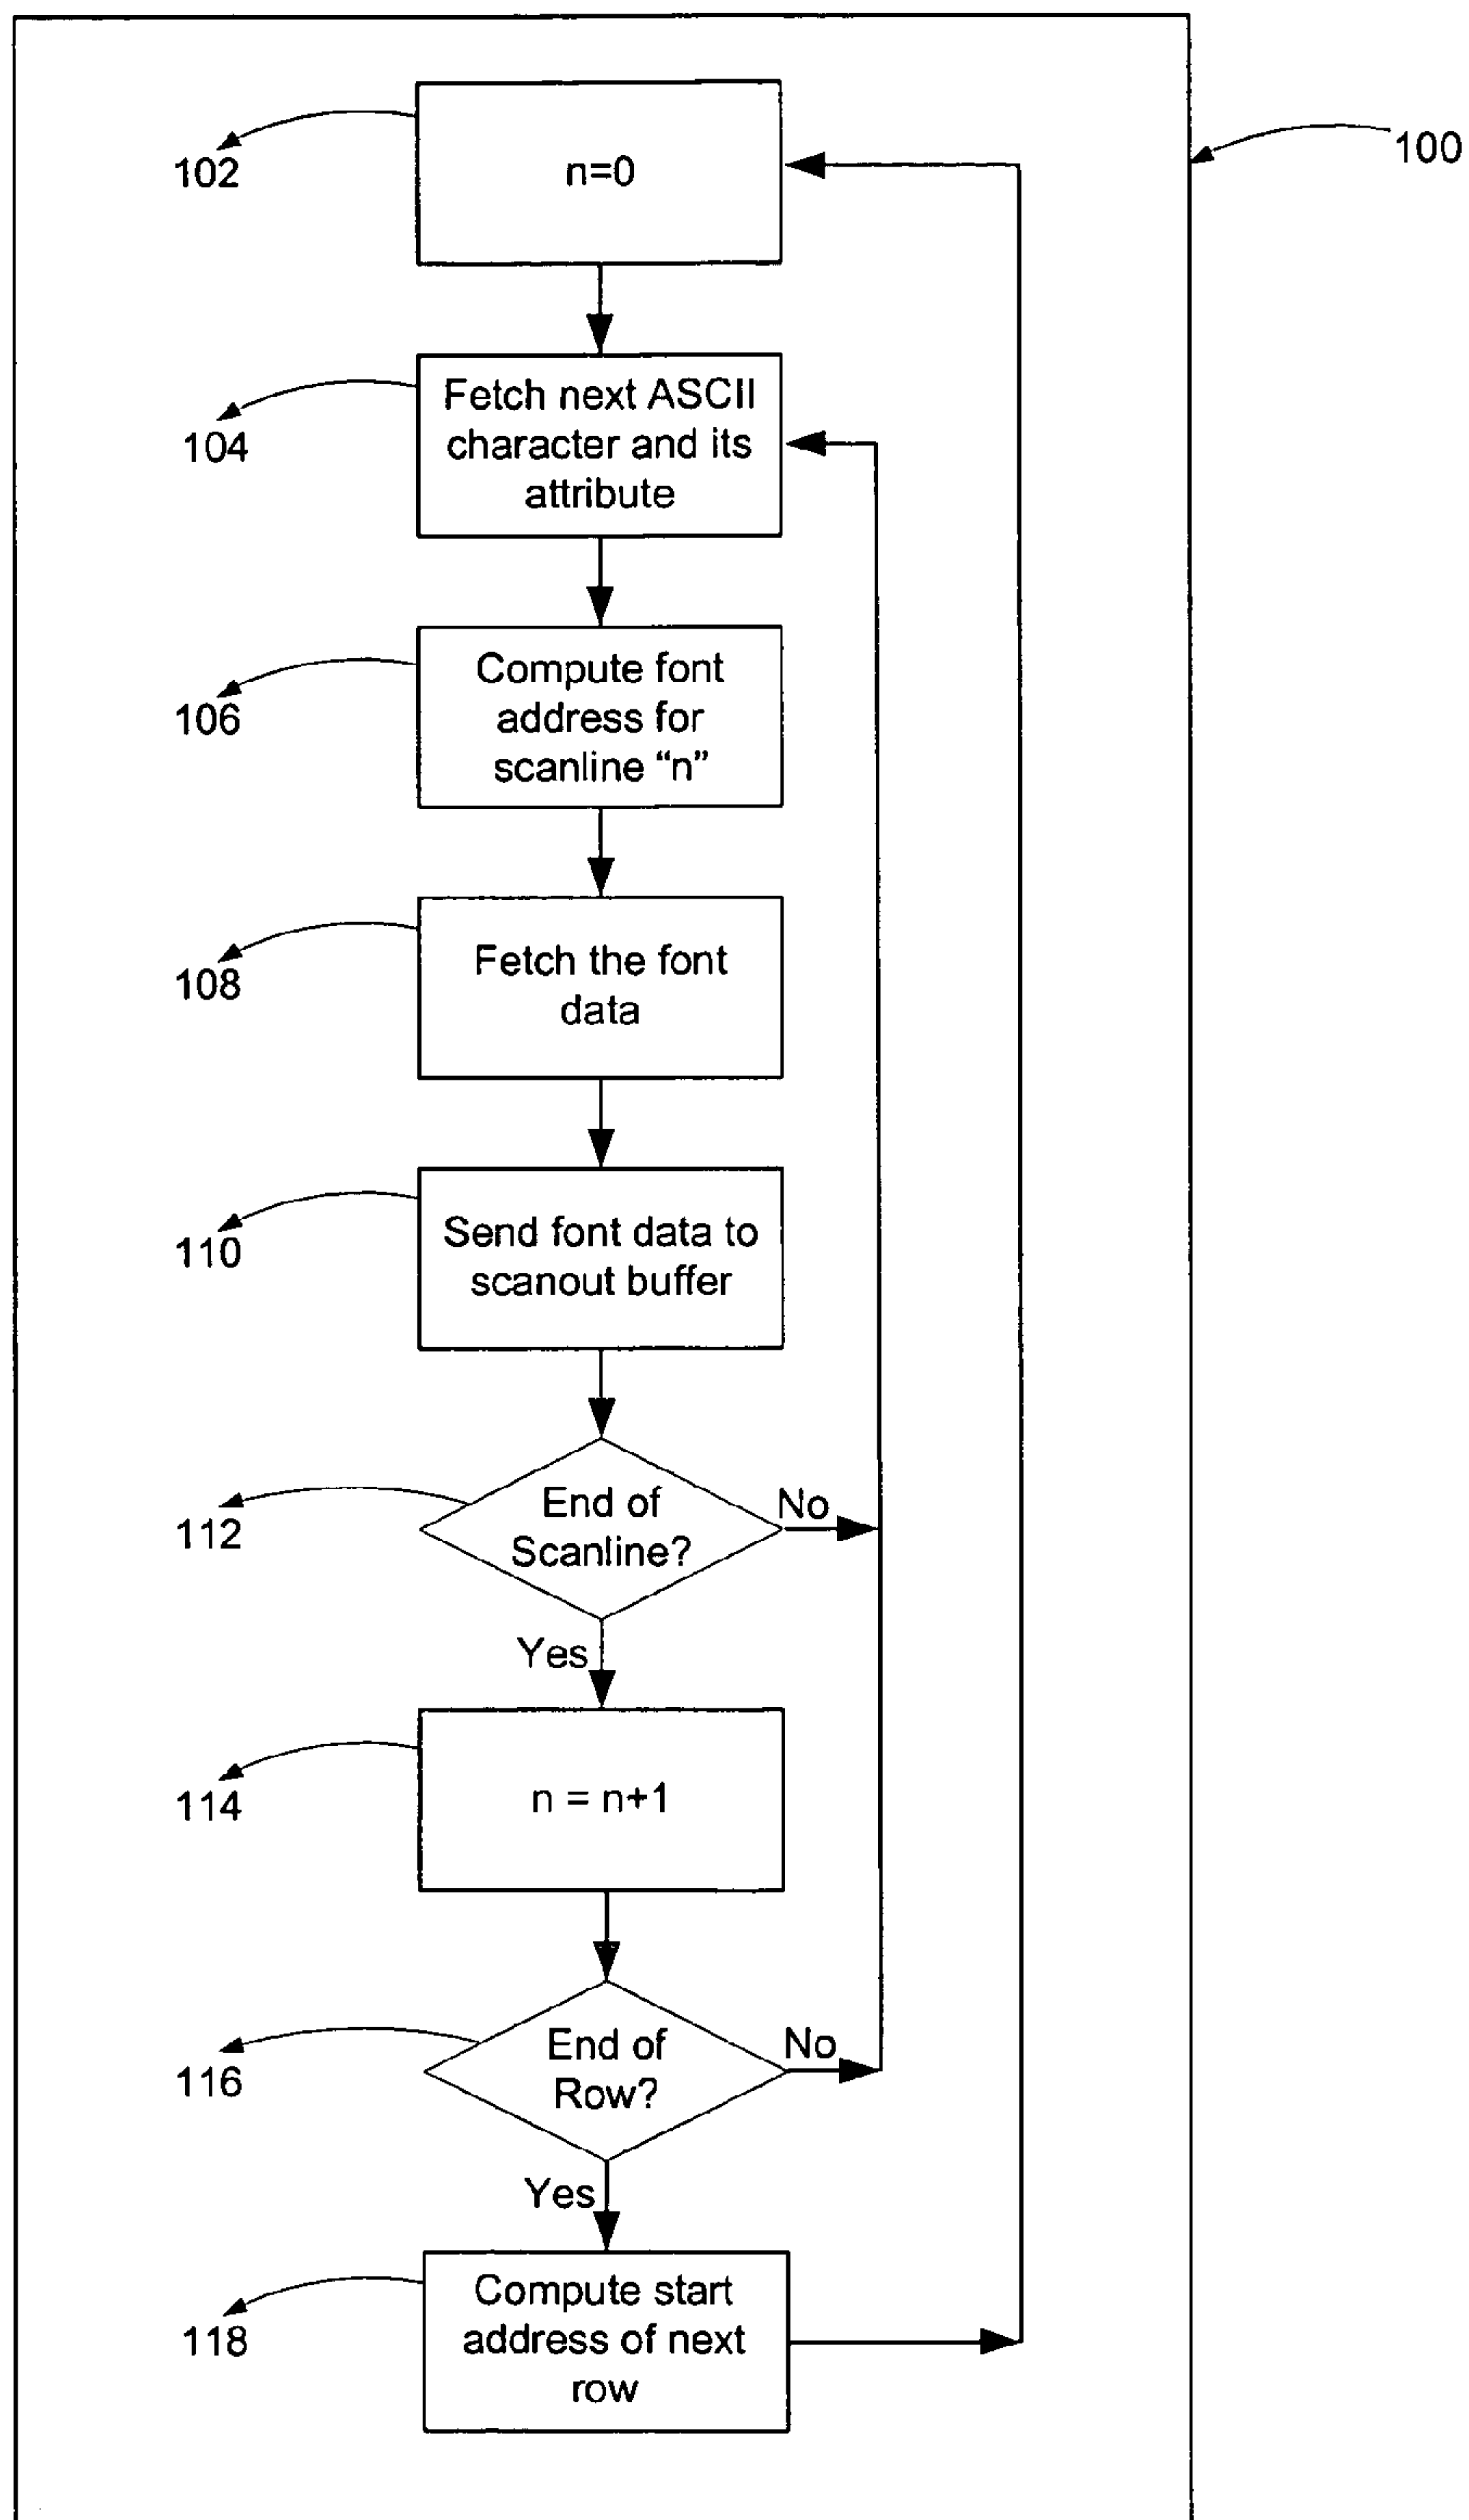 100
102
n=0
104
Fetch next ASCII
character and its
attribute
106
Compute font
address for
scanline “n”
108
Fetch the font
data
110
Send font data to
scanout buffer
112
End of
Scanline?
No
Yes
114
n = n+1
116
End of
Row?
No
Yes
118
Compute start
address of next
row